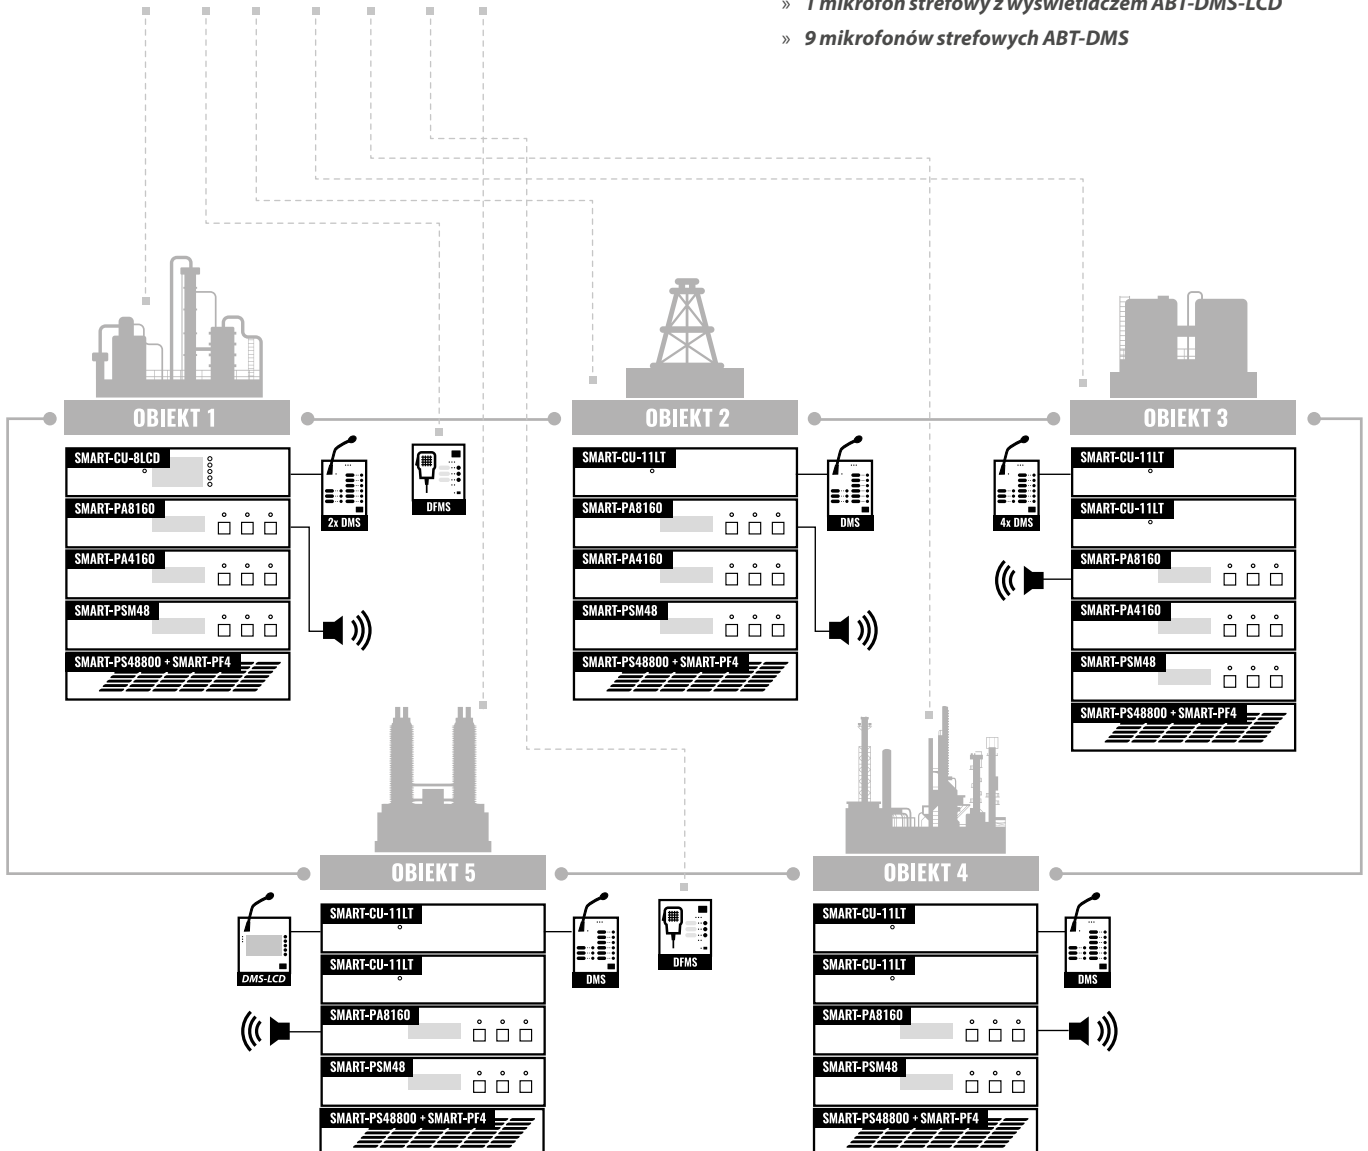 » 1 mikrofon strefowy z wyświetlaczem ABT-DMS-LCD
» 9 mikrofonów strefowych ABT-DMS
OBIEKT 1
SMART-CU-8LCD
SMART-PA8160
SMART-PA4160
SMART-PSM48
SMART-PS48800 + SMART-PF4
2x DMS
DFMS
OBIEKT 2
SMART-CU-11LT
SMART-PA8160
SMART-PA4160
SMART-PSM48
SMART-PS48800 + SMART-PF4
DMS
OBIEKT 3
4x DMS
SMART-CU-11LT
SMART-CU-11LT
SMART-PA8160
SMART-PA4160
SMART-PSM48
SMART-PS48800 + SMART-PF4
OBIEKT 5
DMS-LCD
SMART-CU-11LT
SMART-CU-11LT
SMART-PA8160
SMART-PSM48
SMART-PS48800 + SMART-PF4
DMS
DFMS
OBIEKT 4
SMART-CU-11LT
SMART-CU-11LT
SMART-PA8160
SMART-PSM48
SMART-PS48800 + SMART-PF4
DMS